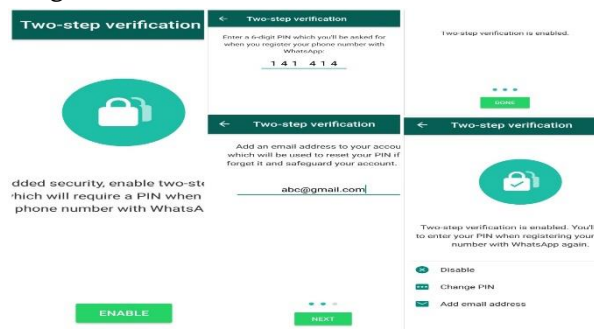 Two-step verification
dded security, enable two-ste
hich will require a PIN when
phone number with WhatsA
ENABLE
Two-step verification
Enter a 6-digit PIN which you'll be asked for
when you register your phone number with
WhatsApp:
141 414
Two-step verification
Add an email address to your accou
which will be used to reset your PIN if
forget it and safeguard your account.
abc@gmail.com
NEXT
Two-step verification is enabled.
DONE
Two-step verification
Two-step verification is enabled. You'll
to enter your PIN when registering your
number with WhatsApp again.
Disable
Change PIN
Add email address